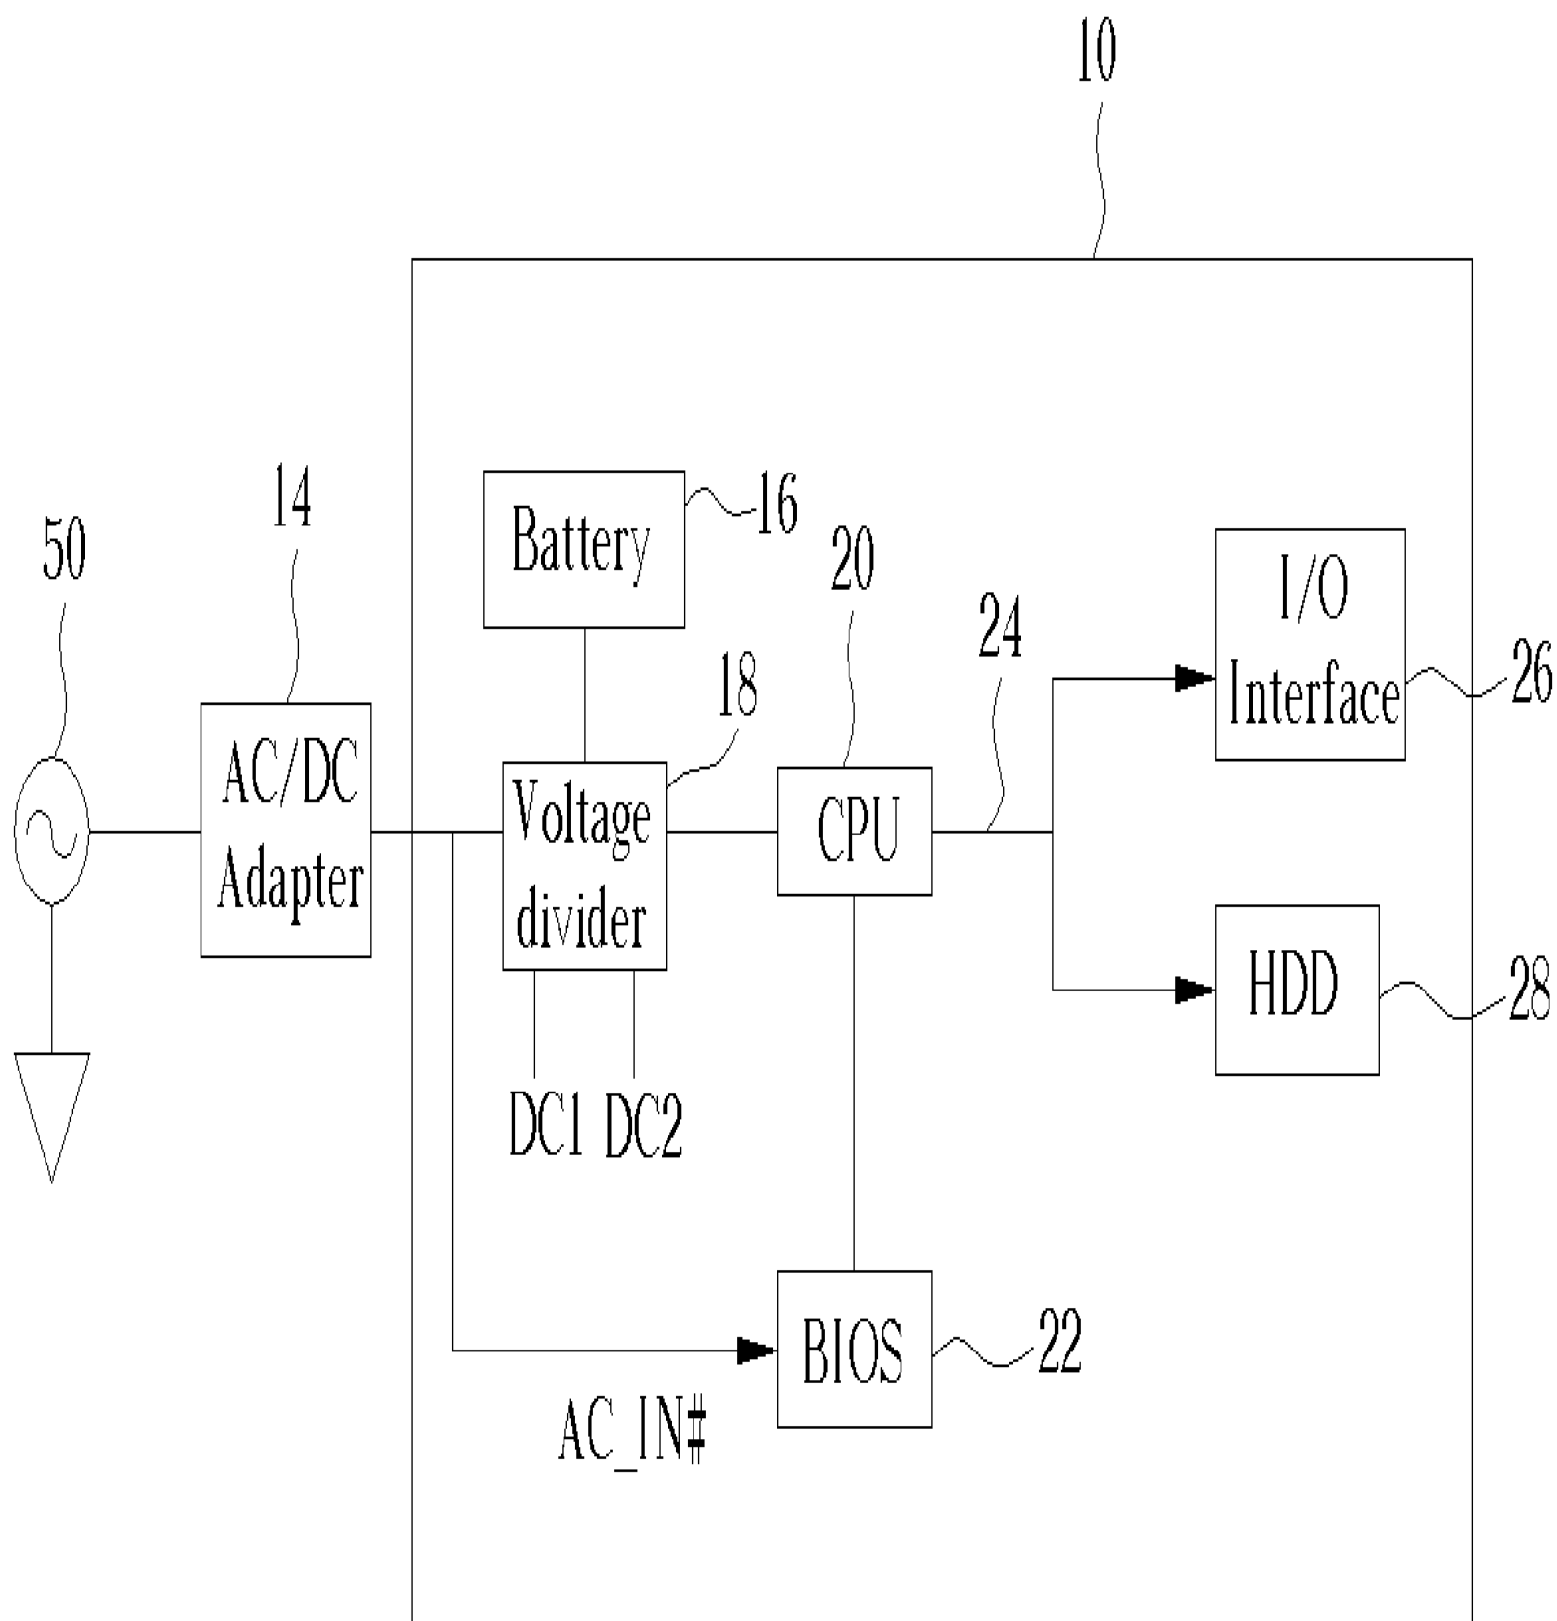 10
14
16
50
20
Battery
24
I/O
Interface
26
18
AC/DC
Adapter
Voltage
divider
CPU
HDD
28
DC1
DC2
BIOS
22
AC_IN#